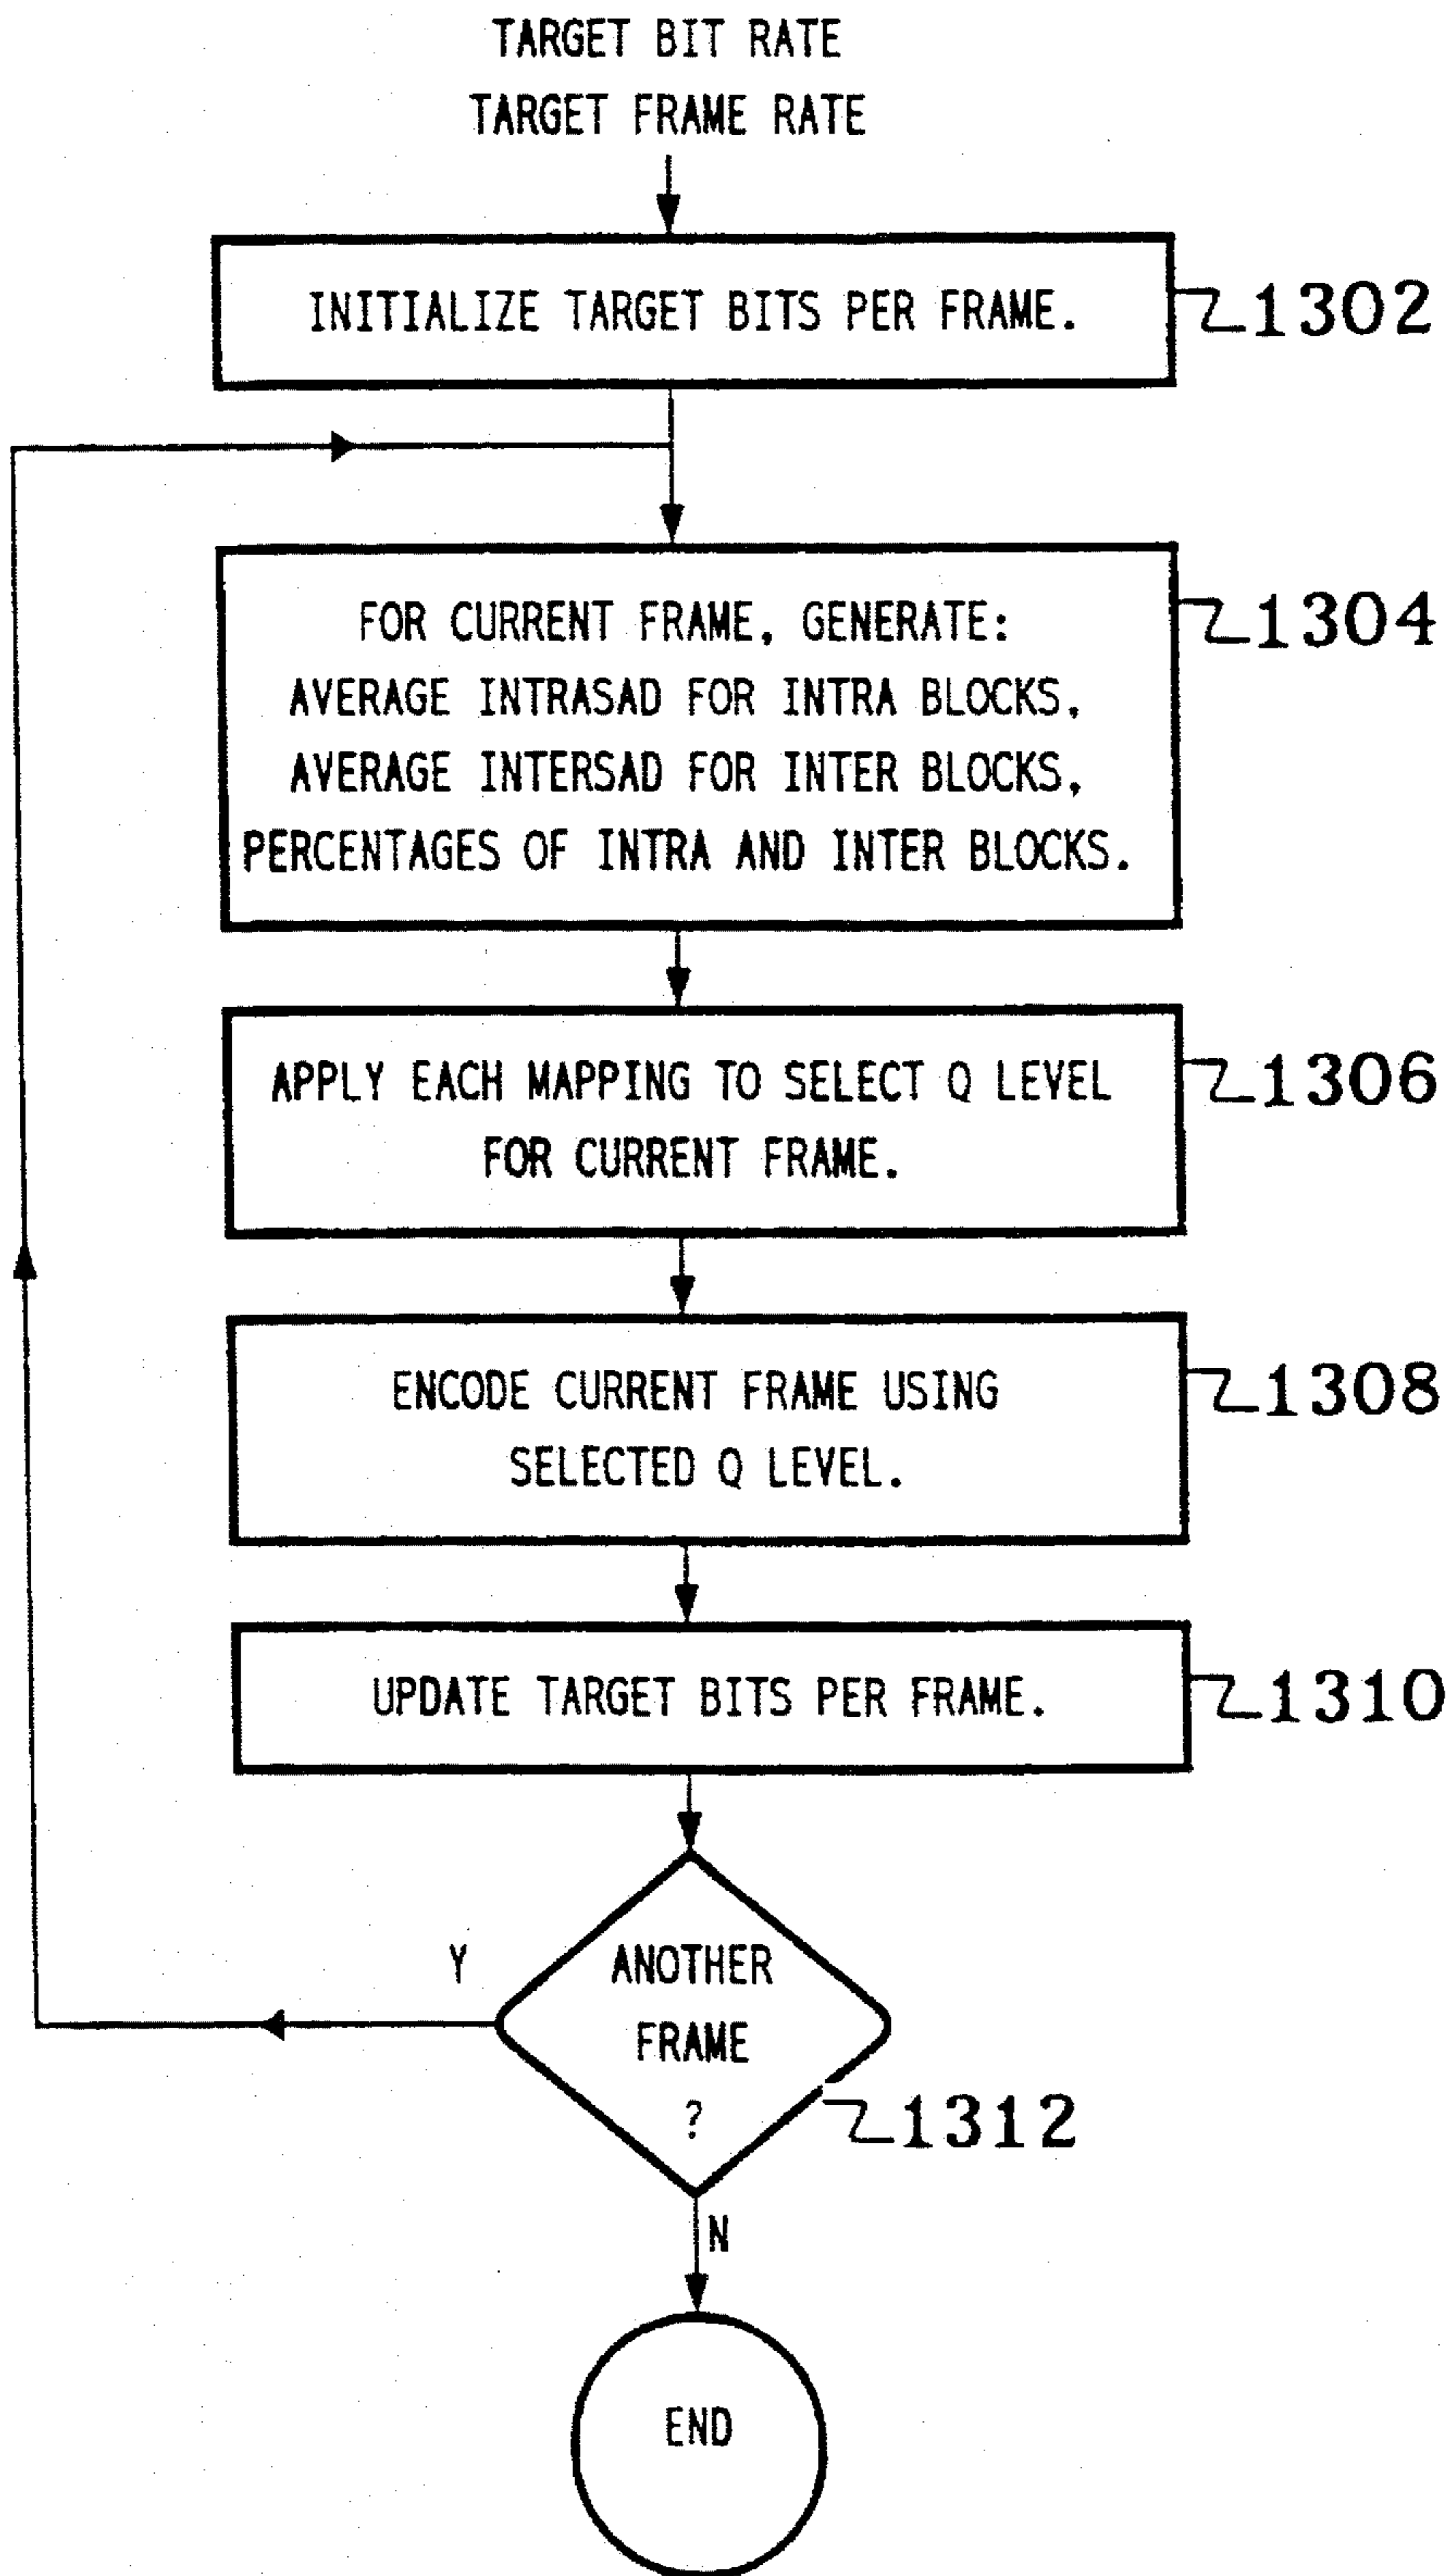 TARGET BIT RATE
TARGET FRAME RATE
INITIALIZE TARGET BITS PER FRAME.
1302
FOR CURRENT FRAME, GENERATE:
AVERAGE INTRASAD FOR INTRA BLOCKS,
AVERAGE INTERSAD FOR INTER BLOCKS,
PERCENTAGES OF INTRA AND INTER BLOCKS.
1304
APPLY EACH MAPPING TO SELECT Q LEVEL
FOR CURRENT FRAME.
1306
ENCODE CURRENT FRAME USING
SELECTED Q LEVEL.
1308
UPDATE TARGET BITS PER FRAME.
1310
Y
ANOTHER
FRAME
?
1312
N
END